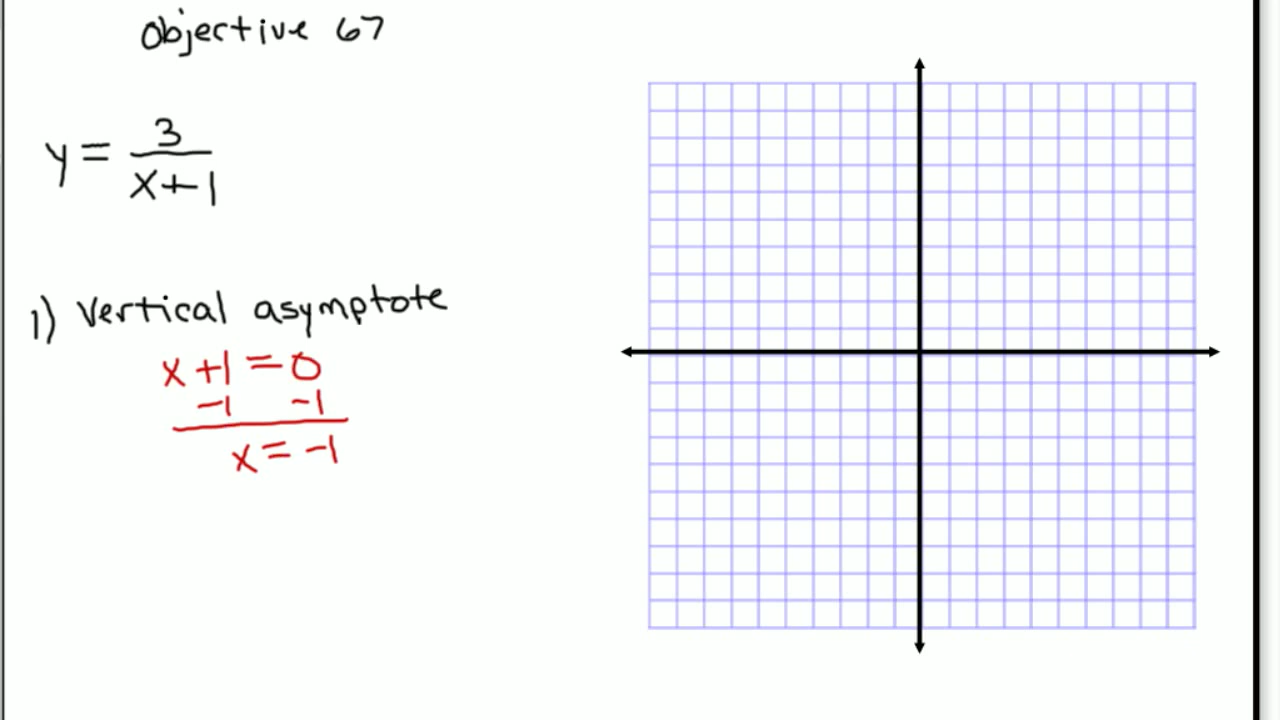 Objective 67
y = 3/(x+1)
1) Vertical asymptote
x + 1 = 0
-1 -1
x = -1